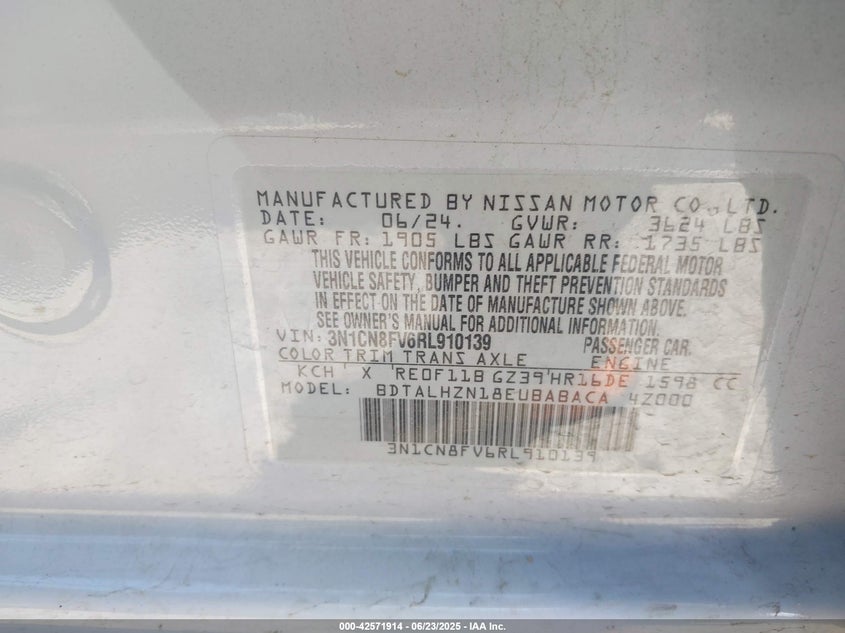 MANUFACTURED BY NISSAN MOTOR CO., LTD.
DATE: 06/24. GVWR: 3624 LBS
GAWR FR: 1905 LBS GAWR RR: 1735 LBS
THIS VEHICLE CONFORMS TO ALL APPLICABLE FEDERAL MOTOR
VEHICLE SAFETY, BUMPER AND THEFT PREVENTION STANDARDS
IN EFFECT ON THE DATE OF MANUFACTURE SHOWN ABOVE.
SEE OWNER'S MANUAL FOR ADDITIONAL INFORMATION.
VIN: 3N1CN8FV6RL910139 PASSENGER CAR.
COLOR TRIM TRANS AXLE ENGINE
KCH X RE0F11B GZ39 HR16DE 1598 CC
MODEL: BDTALHZN18EUBABACA 4Z000
3N1CN8FV6RL910139
000-42571914 - 06/23/2025 - IAA Inc.